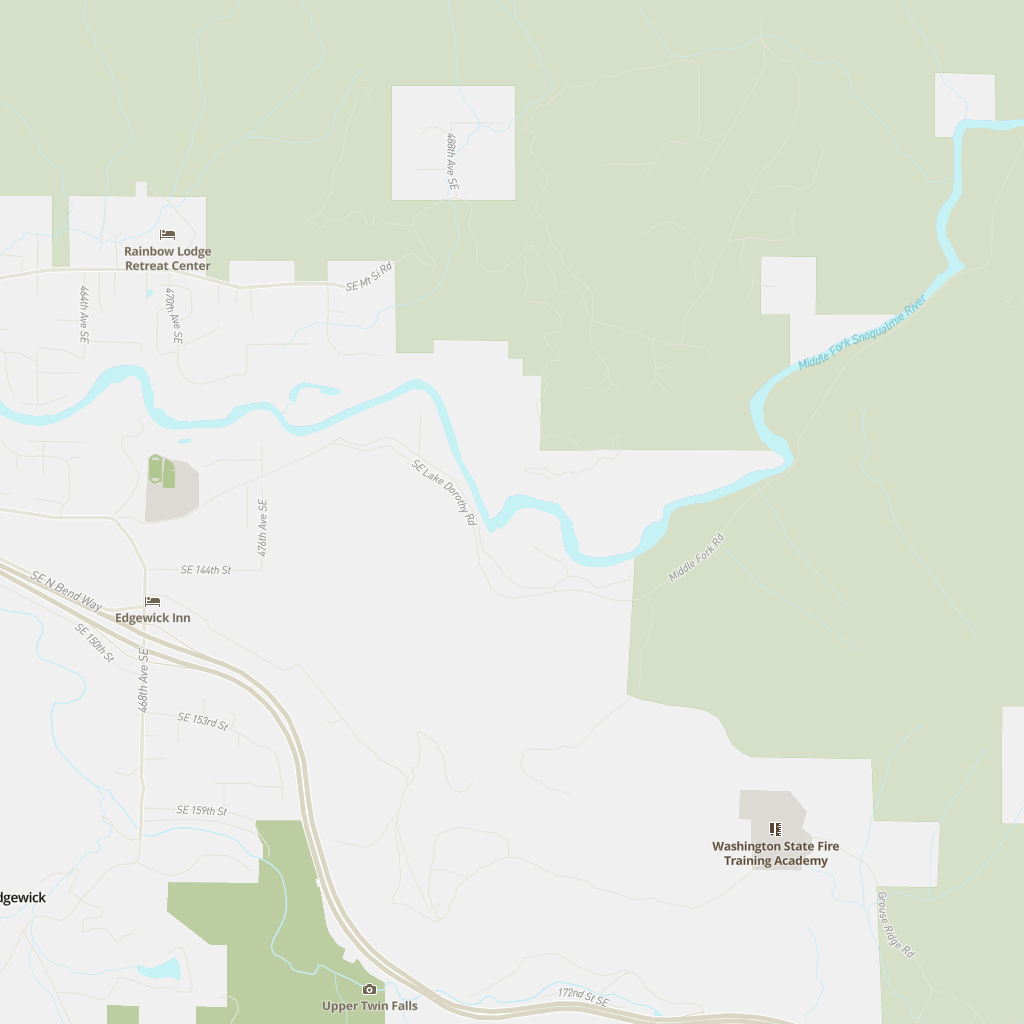 488th Ave SE
Rainbow Lodge
Retreat Center
SE Mt Si Rd
464th Ave SE
470th Ave SE
Middle Fork Snoqualmie River
SE Lake Dorothy Rd
476th Ave SE
Middle Fork Rd
SE 144th St
SE N Bend Way
Edgewick Inn
SE 150th St
468th Ave SE
SE 153rd St
SE 159th St
Washington State Fire
Training Academy
dgewick
Grouse Ridge Rd
172nd St SE
Upper Twin Falls